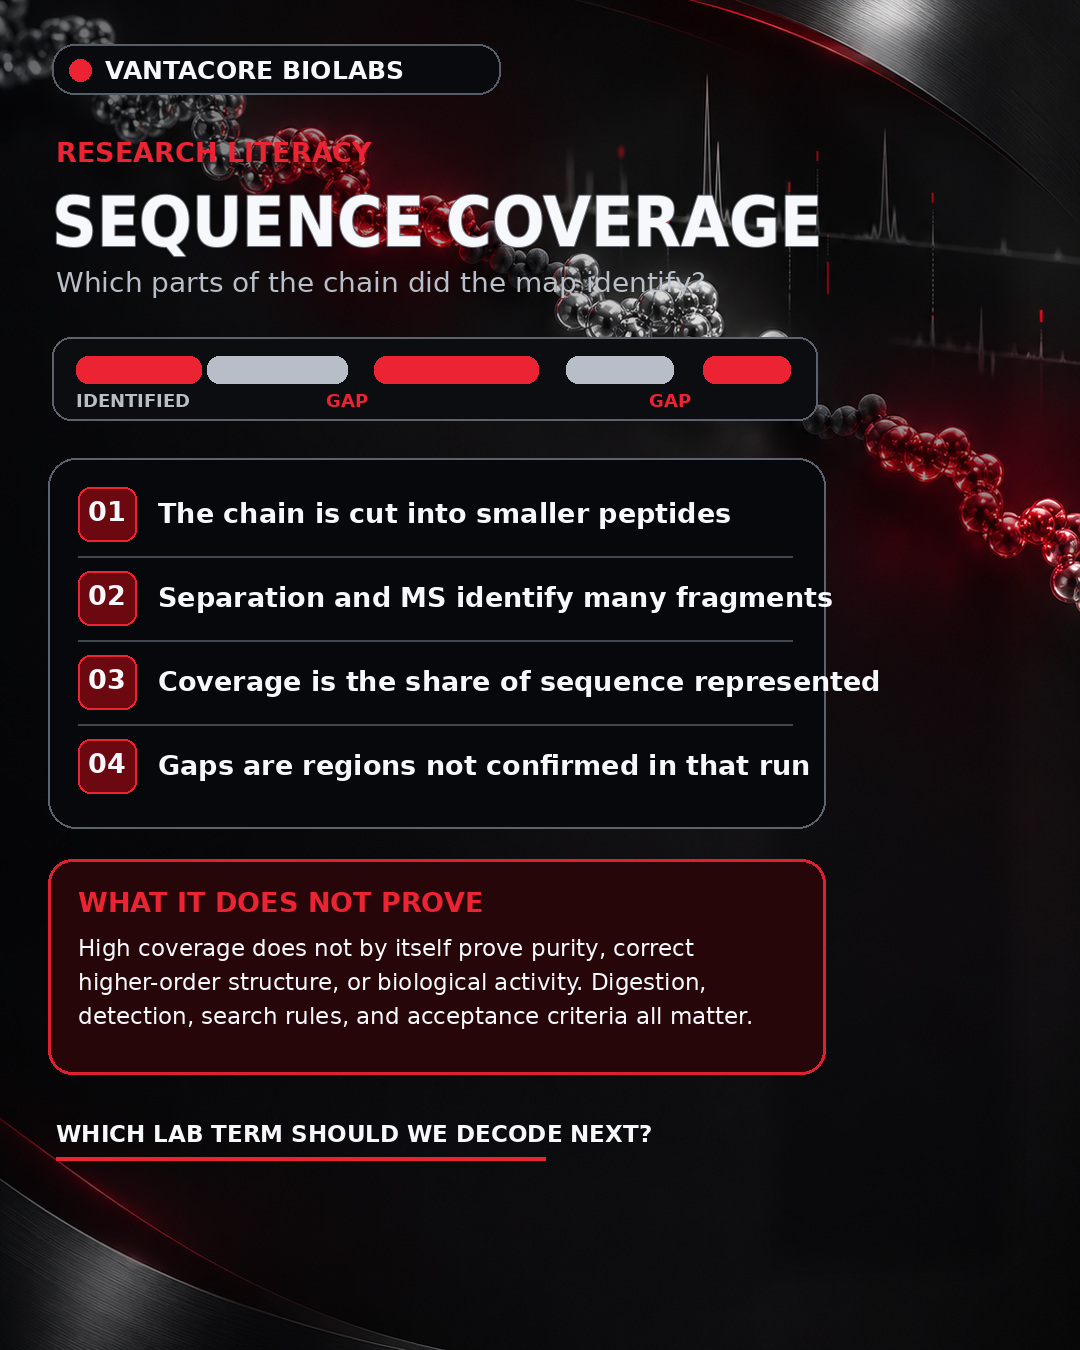 VANTACORE BIOLABS
RESEARCH LITERACY
SEQUENCE COVERAGE
Which parts of the chain did the map identify?
IDENTIFIED GAP GAP
01 The chain is cut into smaller peptides
02 Separation and MS identify many fragments
03 Coverage is the share of sequence represented
04 Gaps are regions not confirmed in that run
WHAT IT DOES NOT PROVE
High coverage does not by itself prove purity, correct
higher-order structure, or biological activity. Digestion,
detection, search rules, and acceptance criteria all matter.
WHICH LAB TERM SHOULD WE DECODE NEXT?